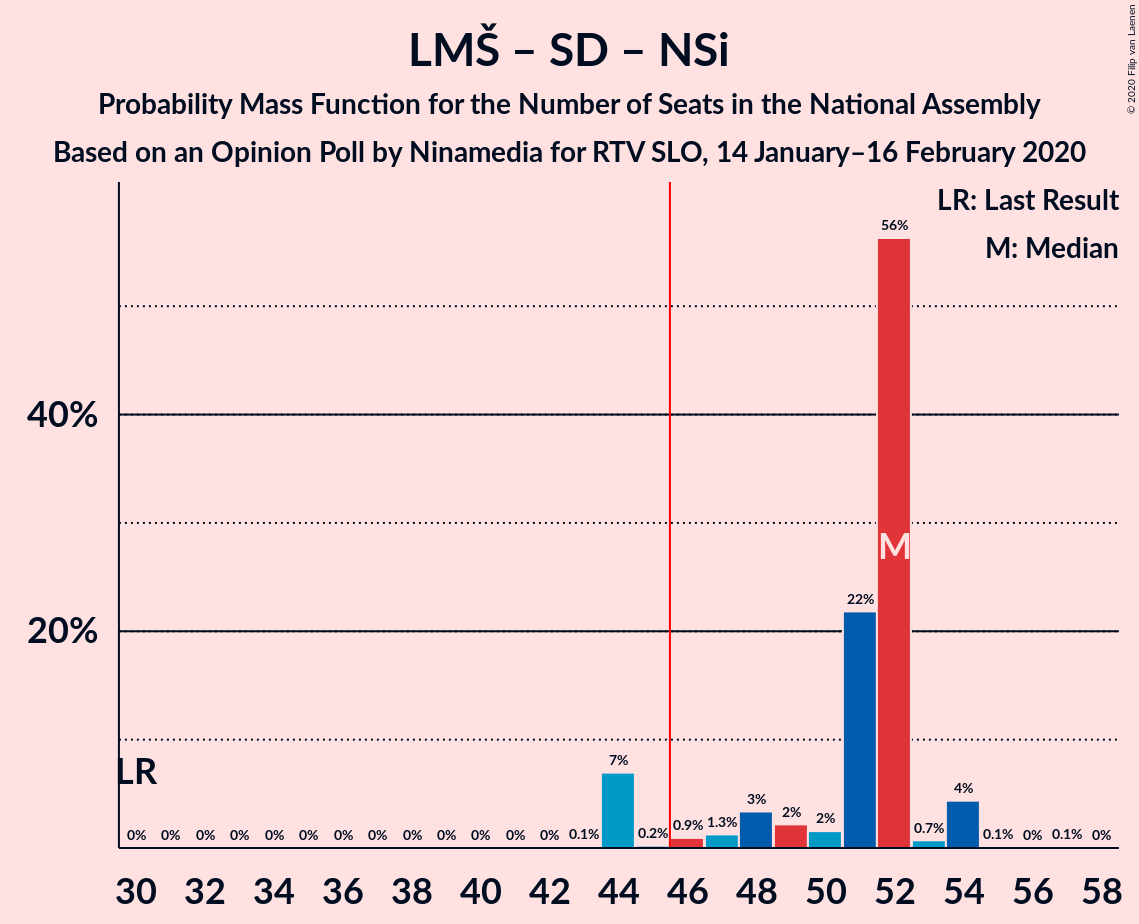 LMŠ – SD – NSi
Probability Mass Function for the Number of Seats in the National Assembly
Based on an Opinion Poll by Ninamedia for RTV SLO, 14 January–16 February 2020
© 2020 Filip van Laenen
LR: Last Result
M: Median
40%
20%
LR
M
0% 0% 0% 0% 0% 0% 0% 0% 0% 0% 0% 0% 0% 0.1% 7% 0.2% 0.9% 1.3% 3% 2% 2% 22% 56% 0.7% 4% 0.1% 0% 0.1% 0%
30 32 34 36 38 40 42 44 46 48 50 52 54 56 58